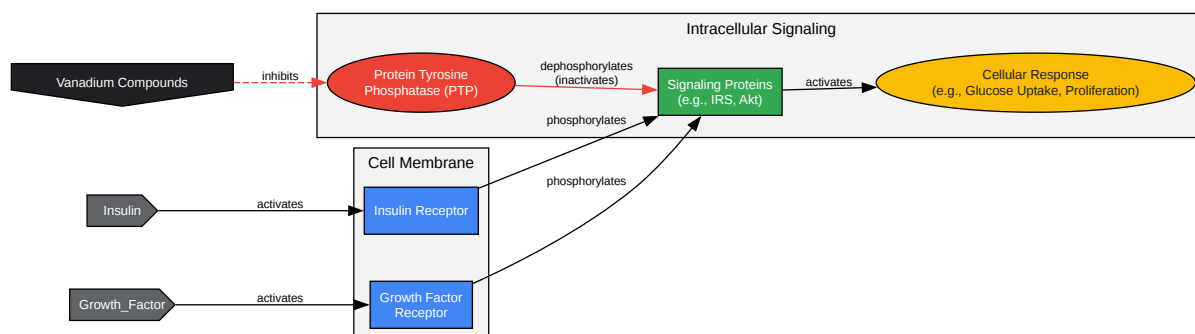 Intracellular Signaling
Vanadium Compounds
inhibits
Protein Tyrosine
Phosphatase (PTP)
dephosphorylates
(inactivates)
Signaling Proteins
(e.g., IRS, Akt)
activates
Cellular Response
(e.g., Glucose Uptake, Proliferation)
phosphorylates
Cell Membrane
phosphorylates
Insulin
activates
Insulin Receptor
Growth_Factor
activates
Growth Factor
Receptor